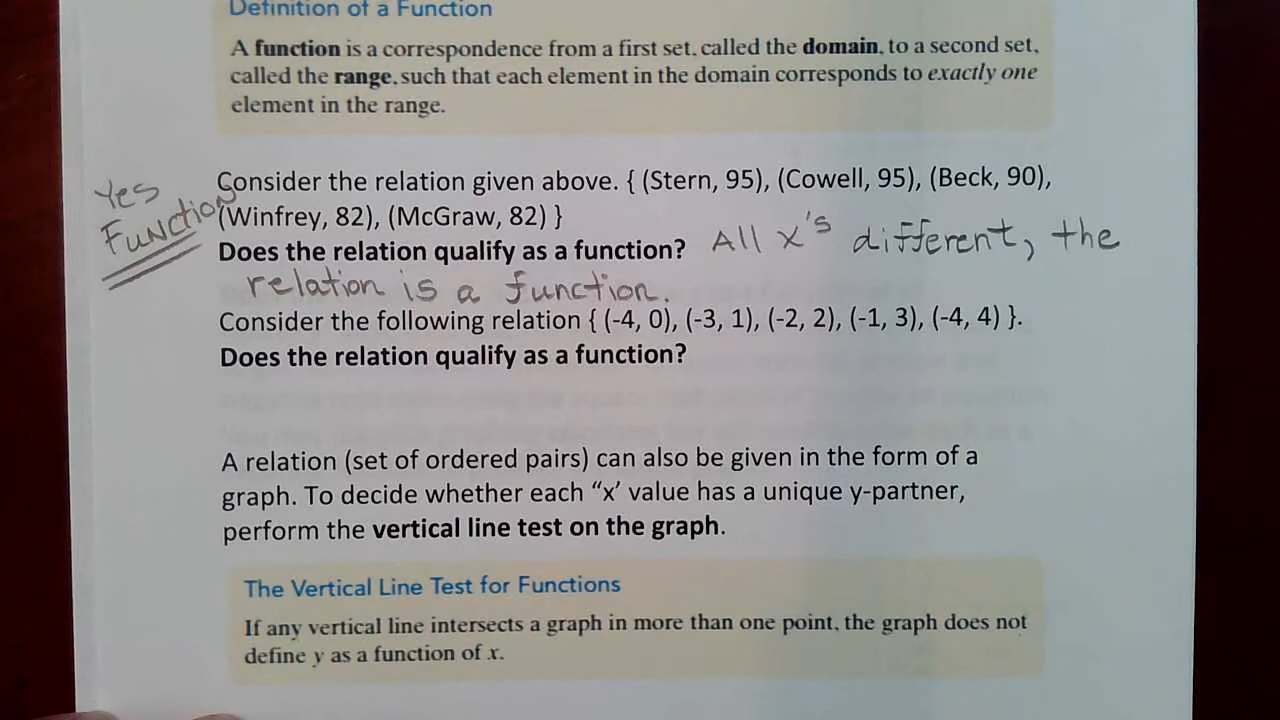 Definition of a Function
A function is a correspondence from a first set, called the domain, to a second set,
called the range, such that each element in the domain corresponds to exactly one
element in the range.
Yes
Function
Consider the relation given above. { (Stern, 95), (Cowell, 95), (Beck, 90),
(Winfrey, 82), (McGraw, 82) }
Does the relation qualify as a function? All x's different, the
relation is a function.
Consider the following relation { (-4, 0), (-3, 1), (-2, 2), (-1, 3), (-4, 4) }.
Does the relation qualify as a function?
A relation (set of ordered pairs) can also be given in the form of a
graph. To decide whether each “x’ value has a unique y-partner,
perform the vertical line test on the graph.
The Vertical Line Test for Functions
If any vertical line intersects a graph in more than one point, the graph does not
define y as a function of x.